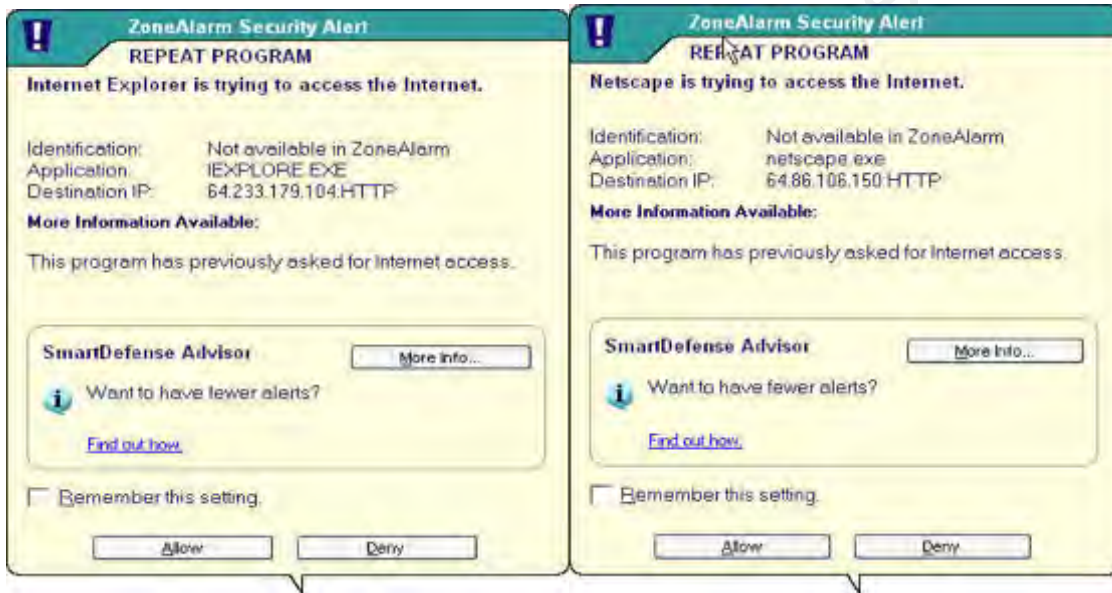 ZoneAlarm Security Alert
REPEAT PROGRAM
Internet Explorer is trying to access the Internet.
Identification: Not available in ZoneAlarm
Application: IEXPLORE.EXE
Destination IP: 64.233.179.104:HTTP
More Information Available:
This program has previously asked for Internet access.
SmartDefense Advisor
More Info...
Want to have fewer alerts?
Find out how.
Remember this setting.
Allow Deny
ZoneAlarm Security Alert
REPEAT PROGRAM
Netscape is trying to access the Internet.
Identification: Not available in ZoneAlarm
Application: netscape.exe
Destination IP: 64.86.106.150:HTTP
More Information Available:
This program has previously asked for Internet access.
SmartDefense Advisor
More Info...
Want to have fewer alerts?
Find out how.
Remember this setting.
Allow Deny